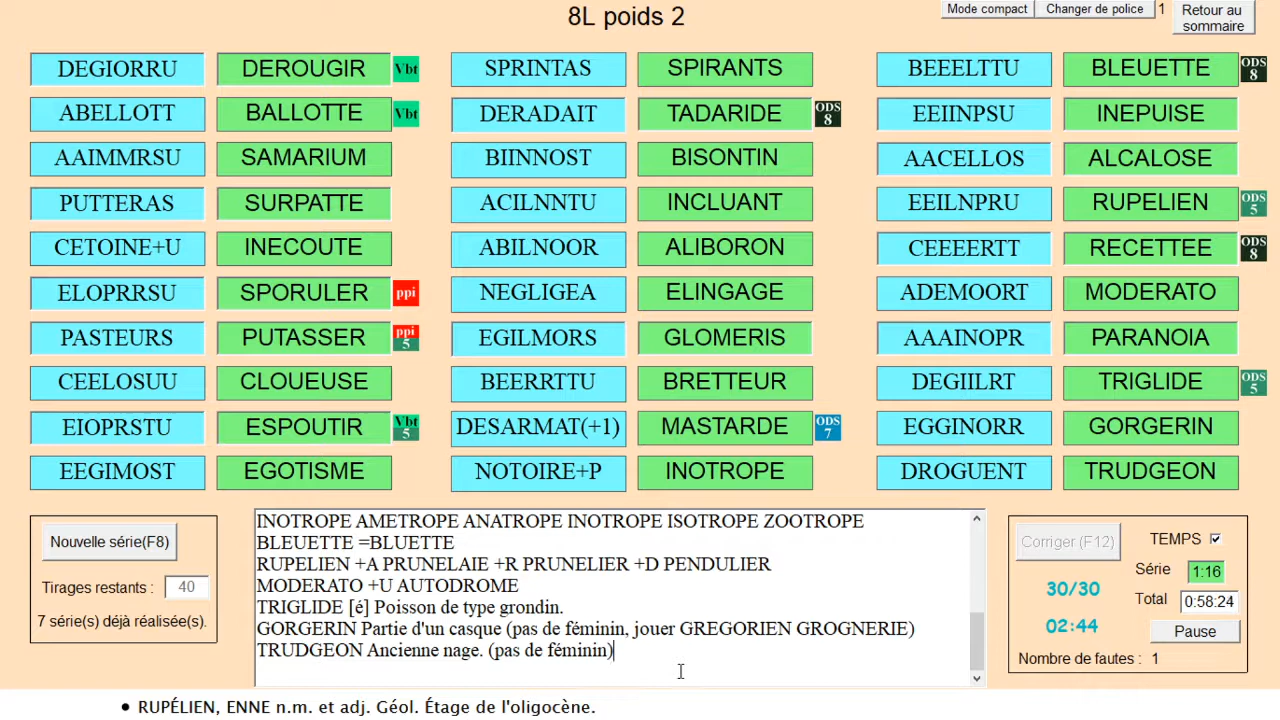 8L poids 2
Mode compact
Changer de police
1
Retour au
sommaire
DEGIORRU DEROUGIR Vbt SPRINTAS SPIRANTS BEEELTTU BLEUETTE ODS 8
ABELLOTT BALLOTTE Vbt DERADAIT TADARIDE ODS 8 EEIINPSU INEPUISE
AAIMMRSU SAMARIUM BIINNOST BISONTIN AACELLOS ALCALOSE
PUTTERAS SURPATTE ACILNNTU INCLUANT EEILNPRU RUPELIEN ODS 5
CETOINE+U INECOUTE ABILNOOR ALIBORON CEEEERTT RECETTEE ODS 8
ELOPRRSU SPORULER ppi NEGLIGEA ELINGAGE ADEMOORT MODERATO
PASTEURS PUTASSER ppi 5 EGILMORS GLOMERIS AAAINOPR PARANOIA
CEELOSUU CLOUEUSE BEERRTTU BRETTEUR DEGIILRT TRIGLIDE ODS 5
EIOPRSTU ESPOUTIR Vbt 5 DESARMAT(+1) MASTARDE ODS 7 EGGINORR GORGERIN
EEGIMOST EGOTISME NOTOIRE+P INOTROPE DROGUENT TRUDGEON
Nouvelle série(F8)
Tirages restants : 40
7 série(s) déjà réalisée(s).
INOTROPE AMETROPE ANATROPE INOTROPE ISOTROPE ZOOTROPE
BLEUETTE =BLUETTE
RUPELIEN +A PRUNELAIE +R PRUNELIER +D PENDULIER
MODERATO +U AUTODROME
TRIGLIDE [é] Poisson de type grondin.
GORGERIN Partie d'un casque (pas de féminin, jouer GREGORIEN GROGNERIE)
TRUDGEON Ancienne nage. (pas de féminin)
Corriger (F12)
TEMPS
Série 1:16
30/30
Total 0:58:24
02:44
Pause
Nombre de fautes : 1
• RUPÉLIEN, ENNE n.m. et adj. Géol. Étage de l'oligocène.